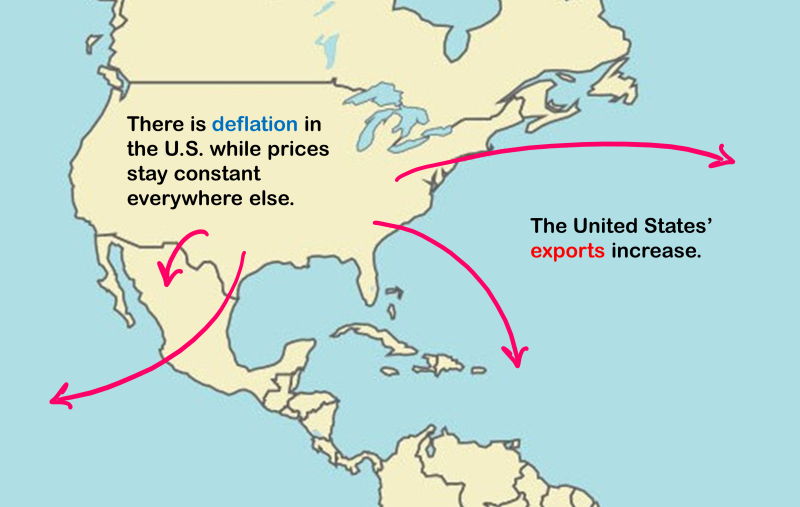 There is deflation in
the U.S. while prices
stay constant
everywhere else.
The United States’
exports increase.